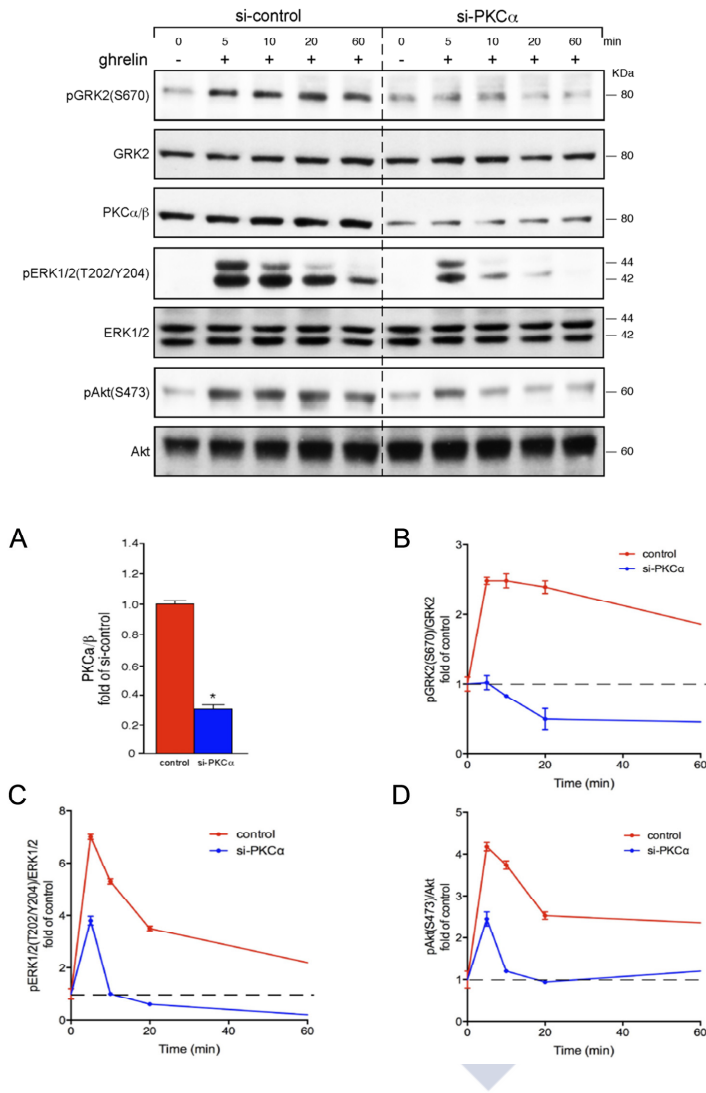 si-control si-PKCα
0 5 10 20 60 0 5 10 20 60 min
ghrelin - + + + + - + + + +
KDa
pGRK2(S670) 80
GRK2 80
PKCα/β 80
44
pERK1/2(T202/Y204) 42
44
ERK1/2 42
pAkt(S473) 60
Akt 60
A
PKCa/β
fold of si-control
1.4
1.2
1.0
0.8
0.6
0.4
0.2
0
*
control si-PKCα
B
pGRK2(S670)/GRK2
fold of control
3
2
1
0
control
si-PKCα
0 20 40 60
Time (min)
C
pERK1/2(T202/Y204)/ERK1/2
fold of control
8
6
4
2
0
control
si-PKCα
0 20 40 60
Time (min)
D
pAkt(S473)/Akt
fold of control
5
4
3
2
1
0
control
si-PKCα
0 20 40 60
Time (min)